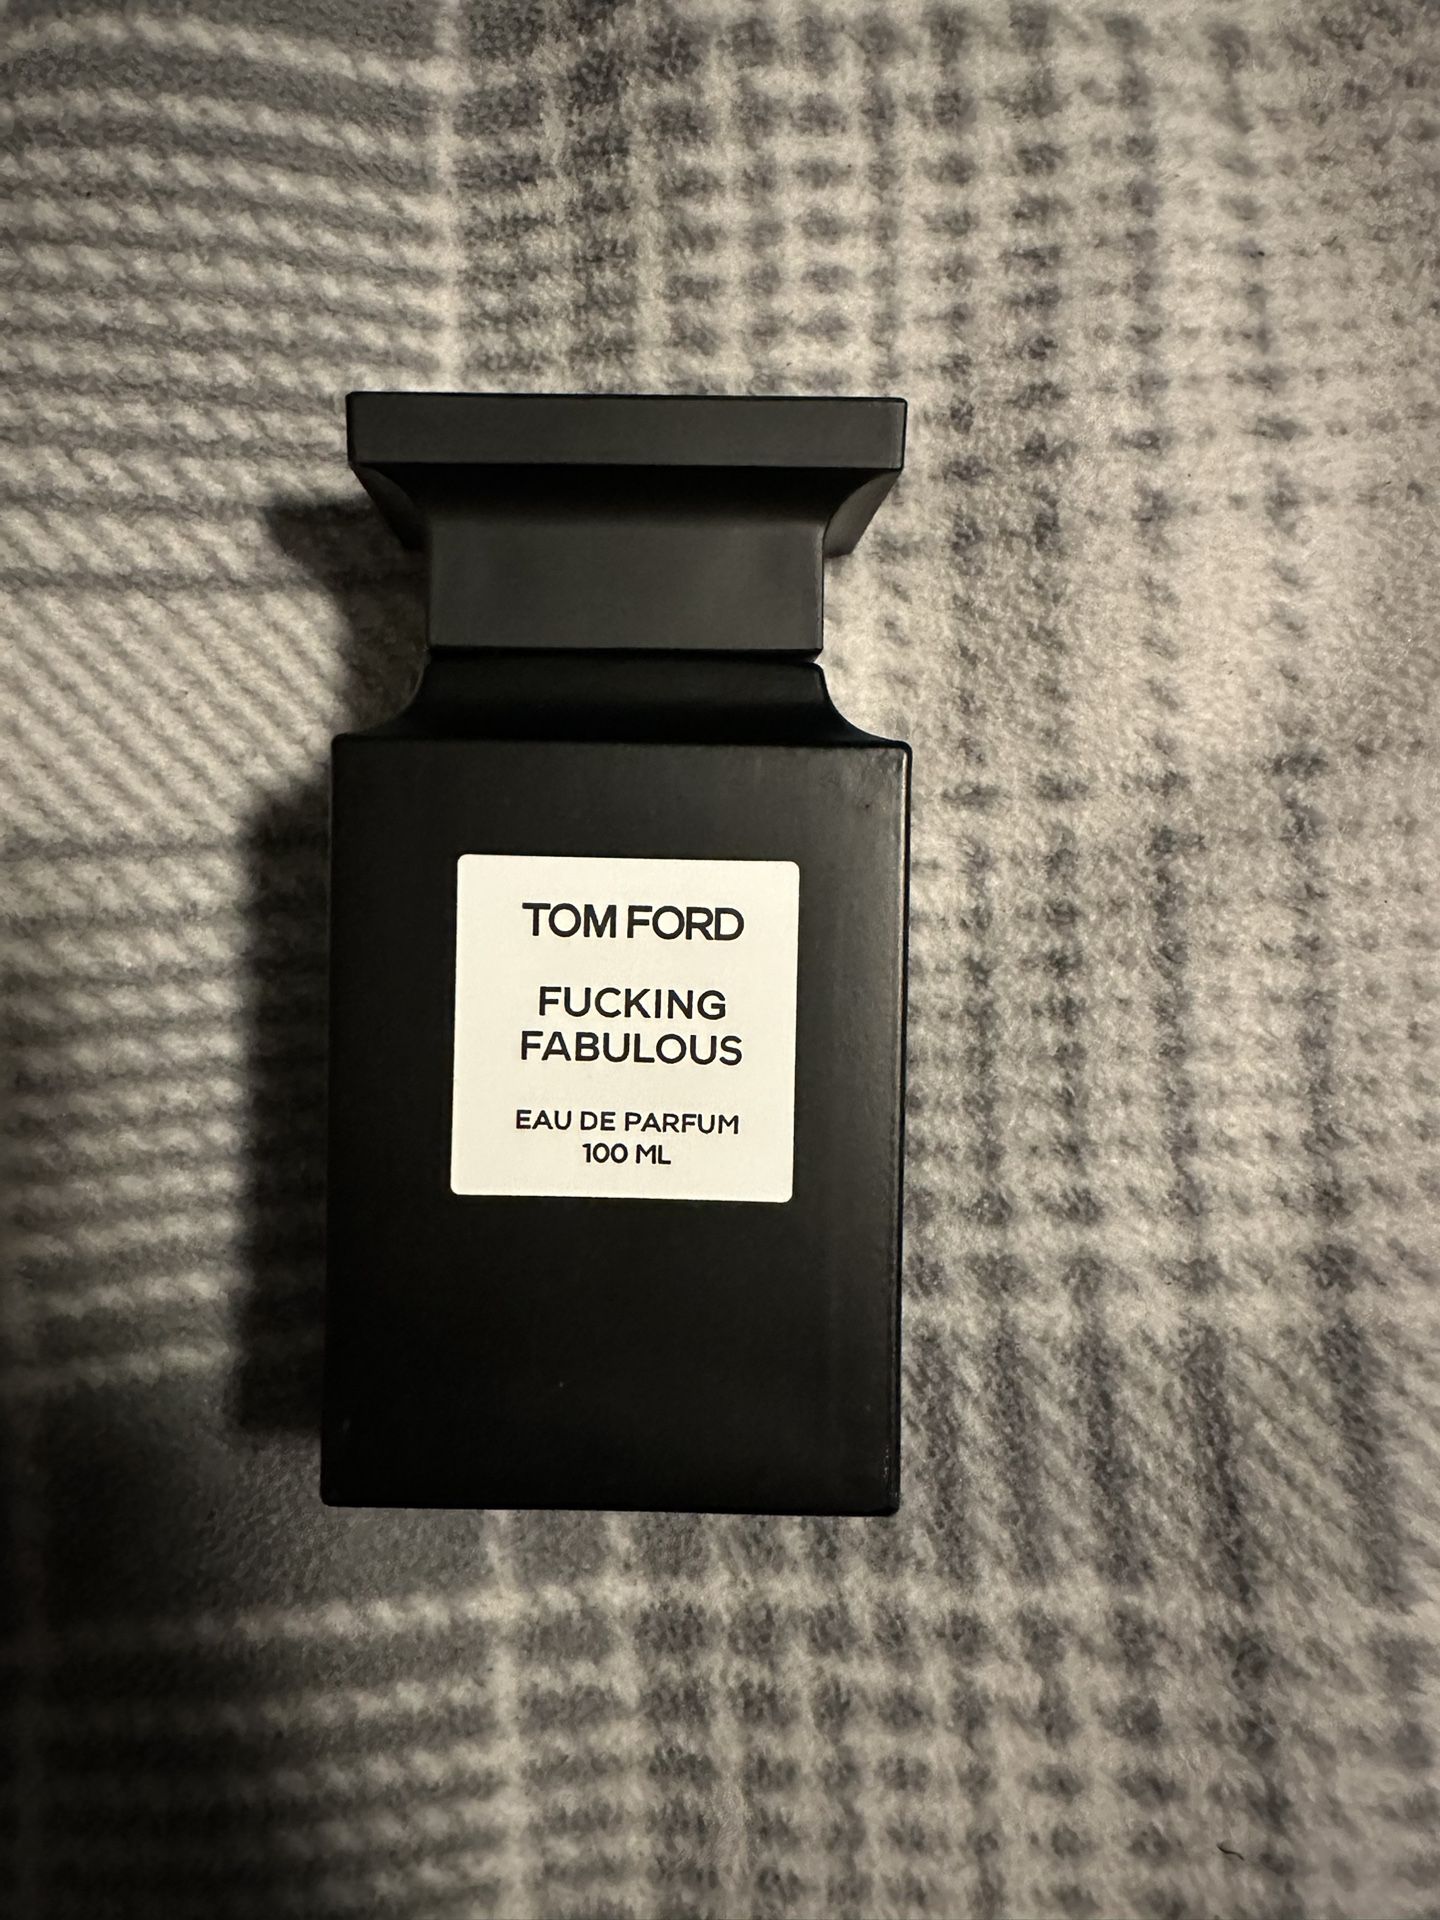 TOM FORD
FUCKING
FABULOUS
EAU DE PARFUM
100 ML